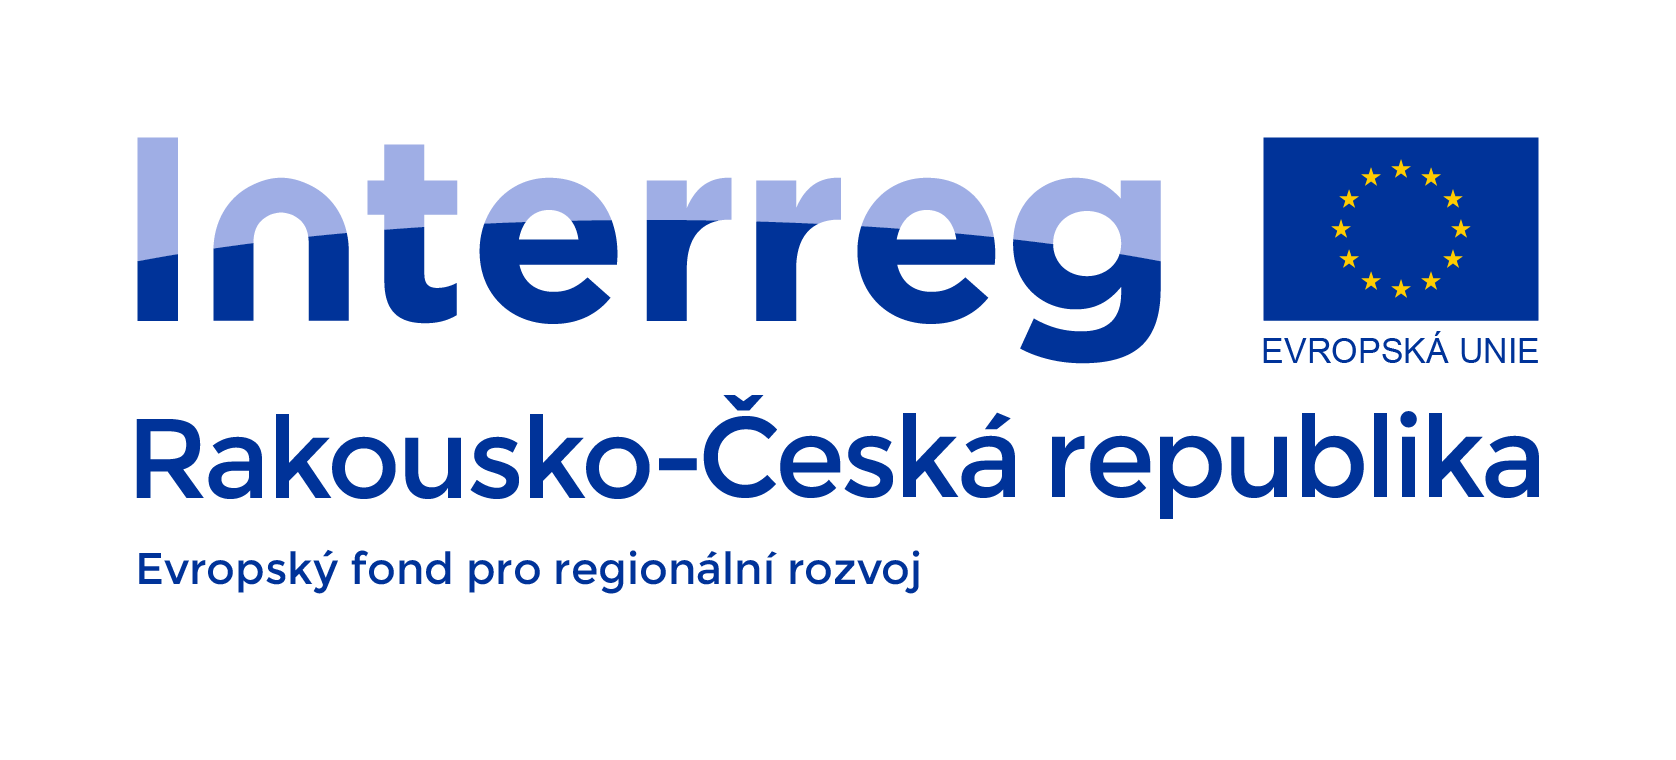 Interreg
EVROPSKÁ UNIE
Rakousko-Česká republika
Evropský fond pro regionální rozvoj